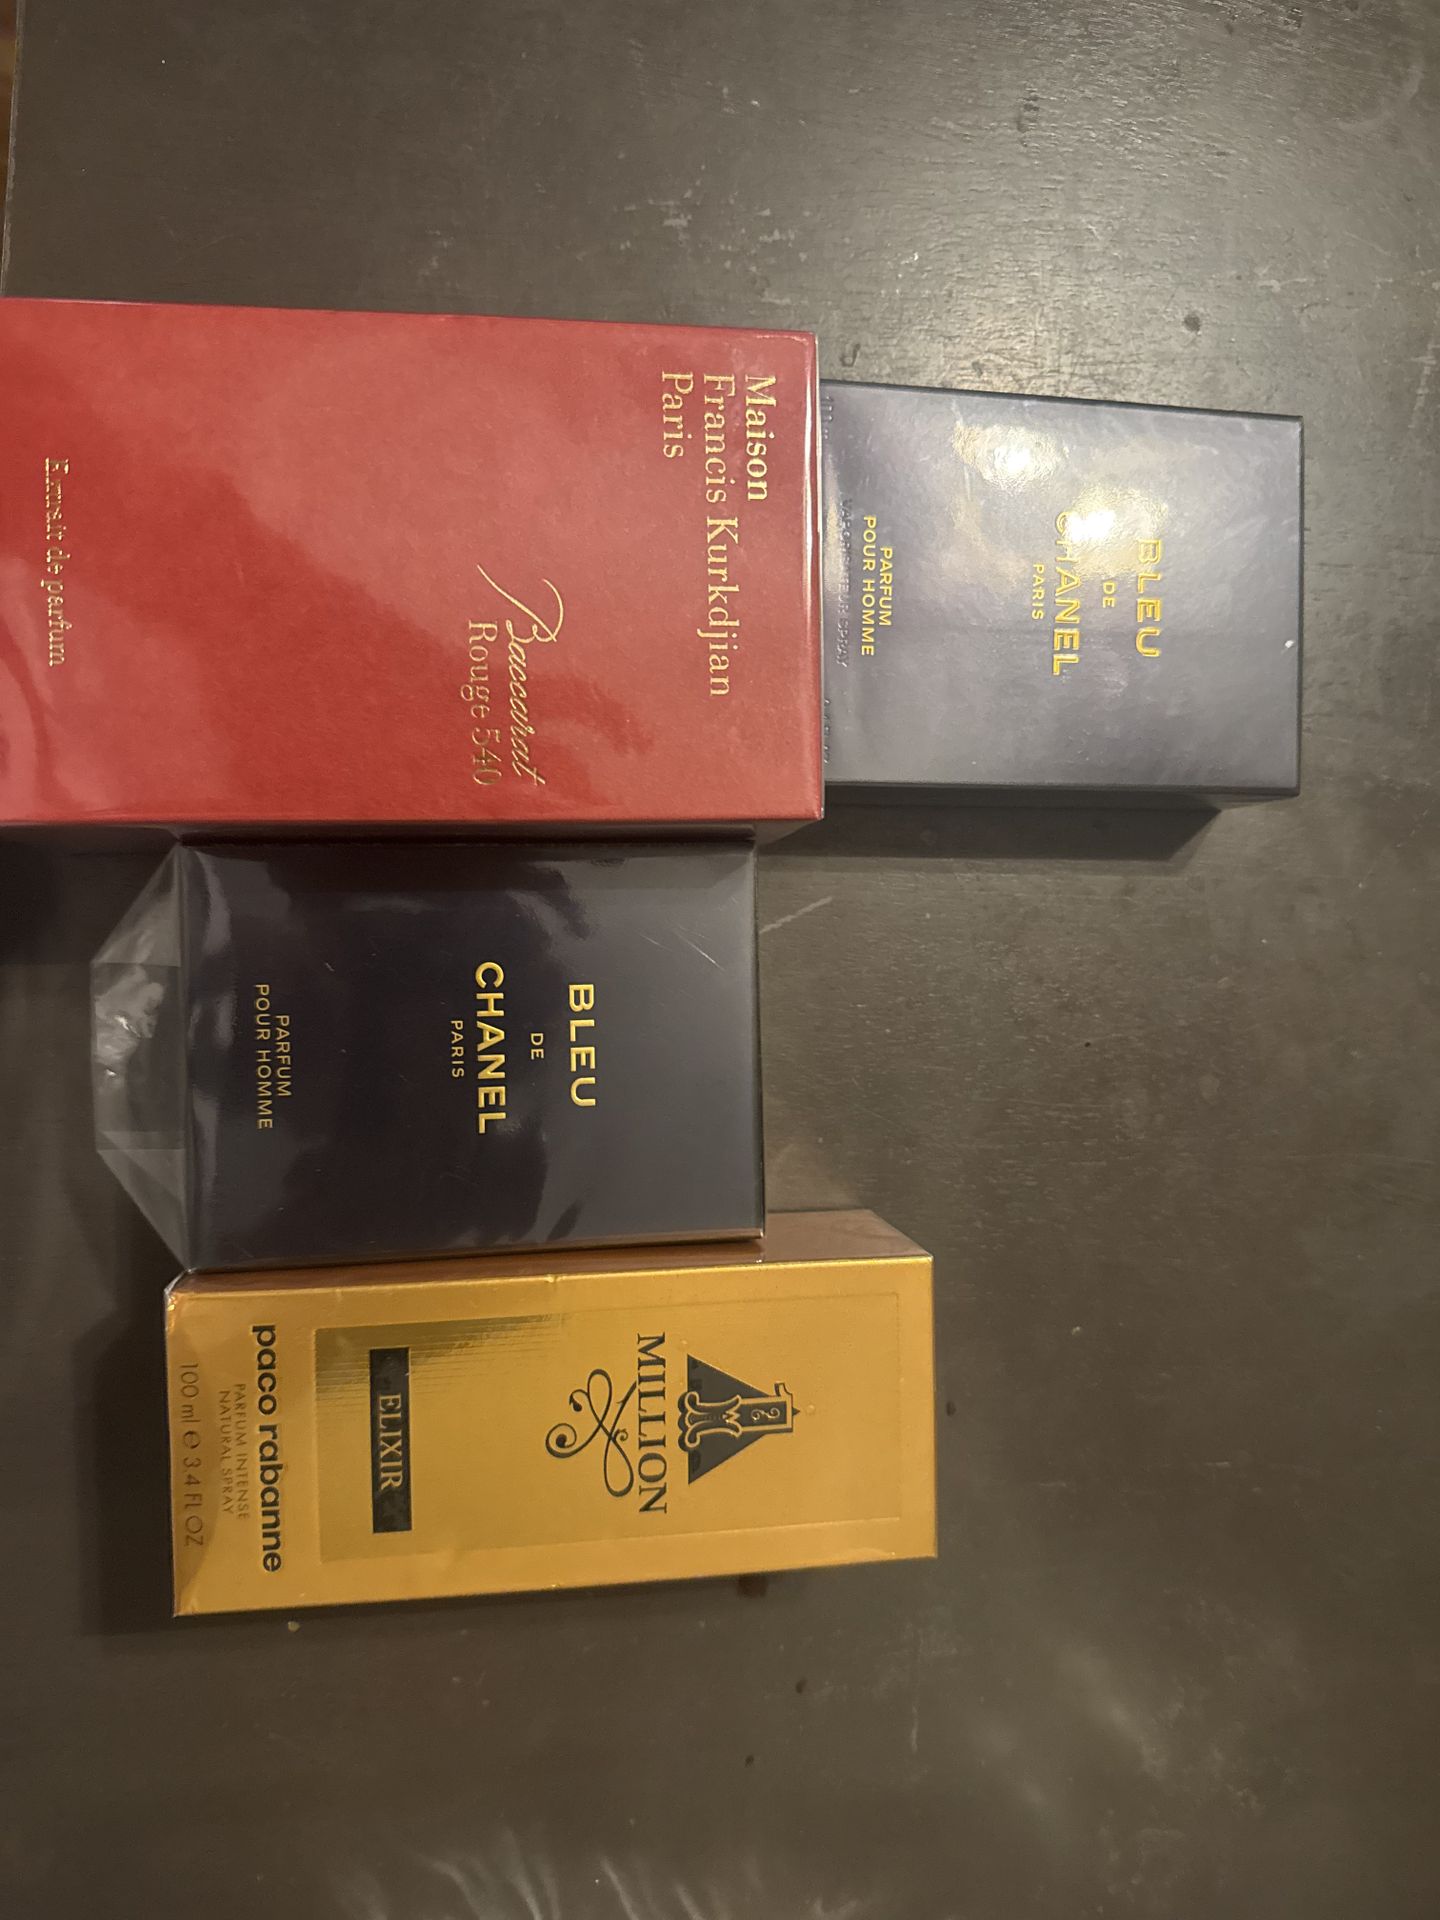 Maison
Francis Kurkdjian
Paris
Baccarat
Rouge 540
Extrait de parfum
BLEU
DE
CHANEL
PARIS
PARFUM
POUR HOMME
VAPORISATEUR SPRAY
BLEU
DE
CHANEL
PARIS
PARFUM
POUR HOMME
1
MILLION
ELIXIR
paco rabanne
PARFUM INTENSE
NATURAL SPRAY
100 ml e 3.4 FL OZ